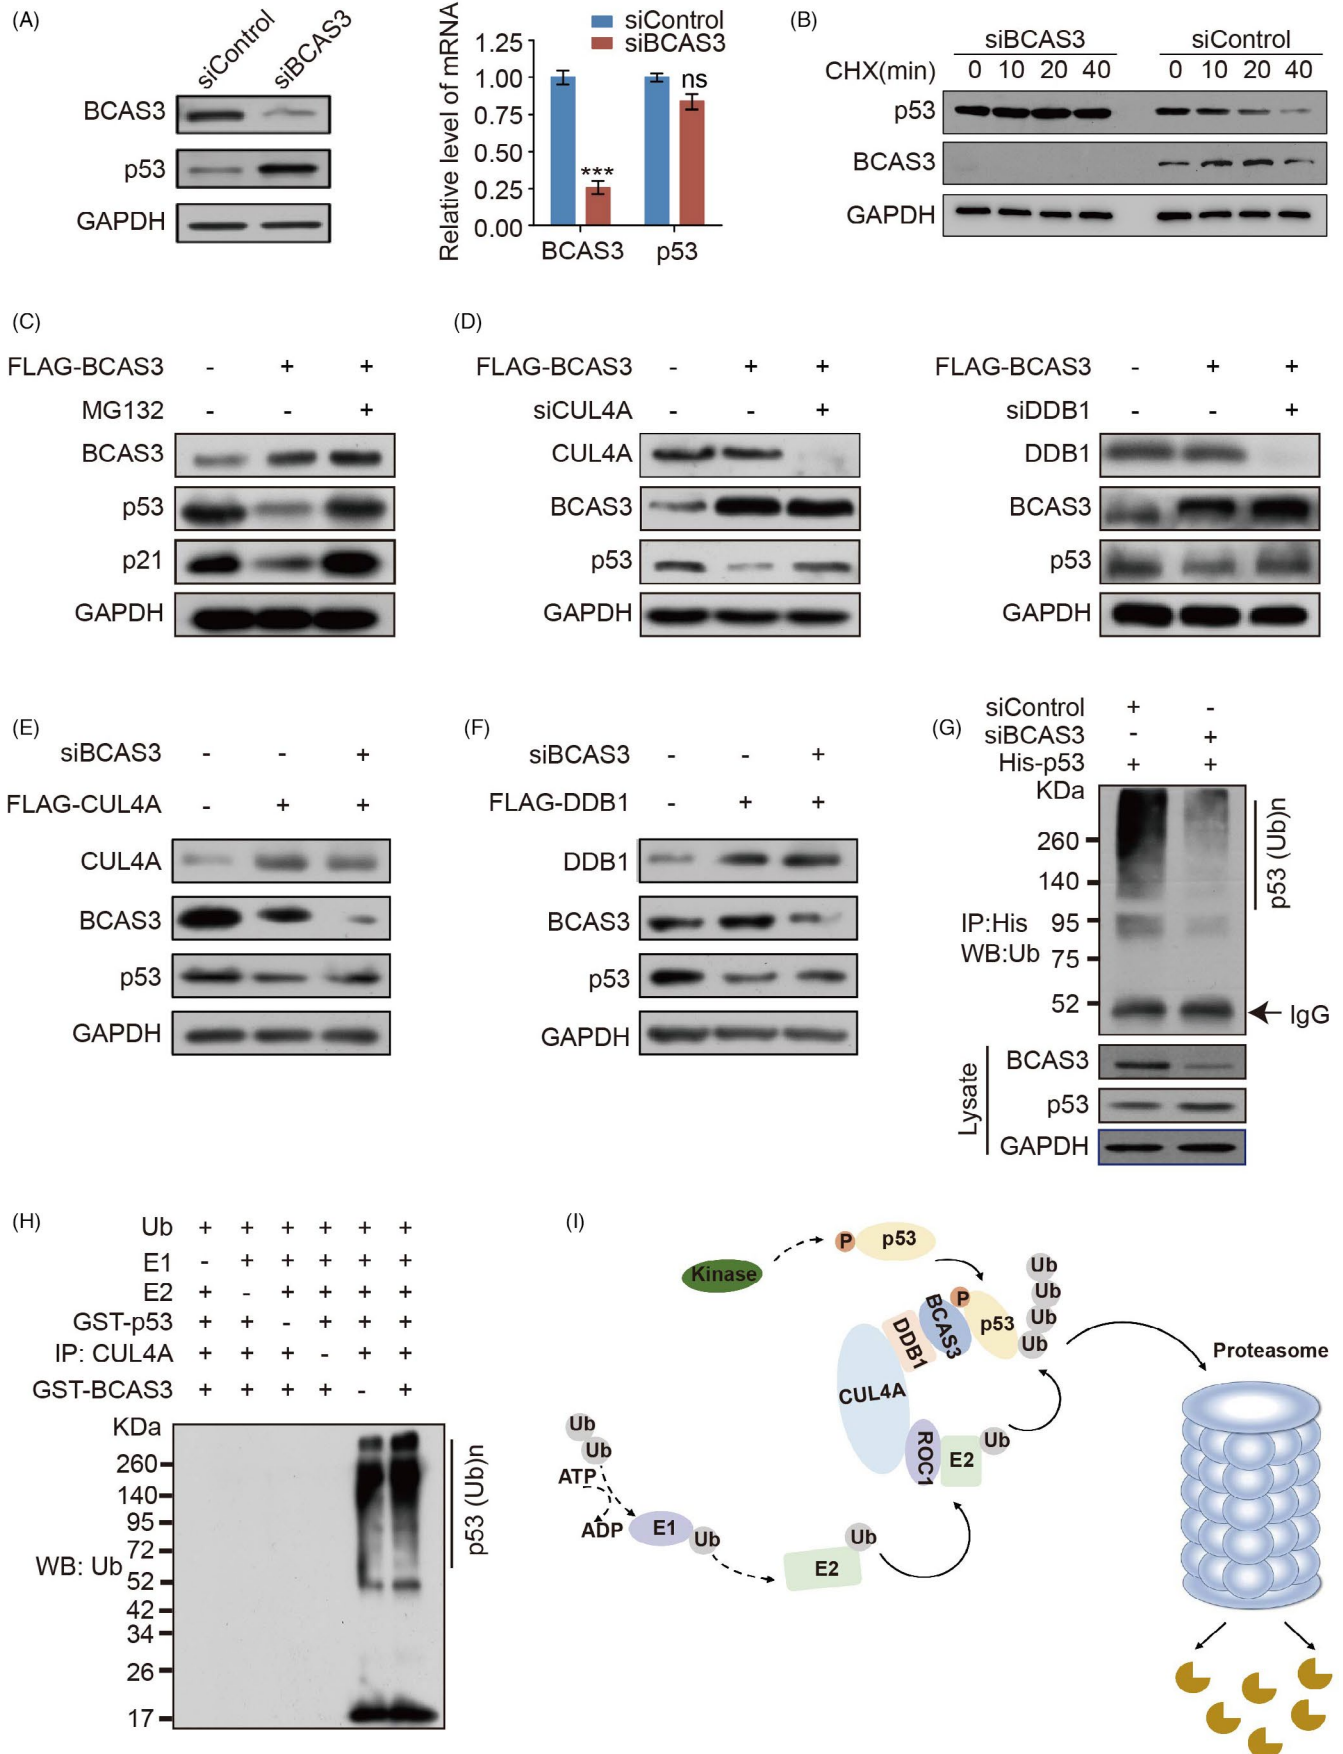 (A)
siControl siBCAS3
BCAS3
p53
GAPDH
siControl
siBCAS3
Relative level of mRNA
1.25
1.00
0.75
0.50
0.25
0.00
***
ns
BCAS3 p53
(B)
siBCAS3 siControl
CHX(min) 0 10 20 40 0 10 20 40
p53
BCAS3
GAPDH
(C)
FLAG-BCAS3 - + +
MG132 - - +
BCAS3
p53
p21
GAPDH
(D)
FLAG-BCAS3 - + +
siCUL4A - - +
CUL4A
BCAS3
p53
GAPDH
FLAG-BCAS3 - + +
siDDB1 - - +
DDB1
BCAS3
p53
GAPDH
(E)
siBCAS3 - - +
FLAG-CUL4A - + +
CUL4A
BCAS3
p53
GAPDH
(F)
siBCAS3 - - +
FLAG-DDB1 - + +
DDB1
BCAS3
p53
GAPDH
(G)
siControl + -
siBCAS3 - +
His-p53 + +
KDa
260
140
95
75
52
IP:His
WB:Ub
p53 (Ub)n
IgG
Lysate
BCAS3
p53
GAPDH
(H)
Ub + + + + + +
E1 - + + + + +
E2 + - + + + +
GST-p53 + + - + + +
IP: CUL4A + + + - + +
GST-BCAS3 + + + + - +
KDa
260
140
95
72
52
42
34
26
17
WB: Ub
p53 (Ub)n
(I)
Kinase
P p53
Ub
Ub
Ub
Ub
P
p53
BCAS3
DDB1
CUL4A
ROC1
E2
Ub
Proteasome
Ub
Ub
ATP
ADP
E1
Ub
Ub
E2